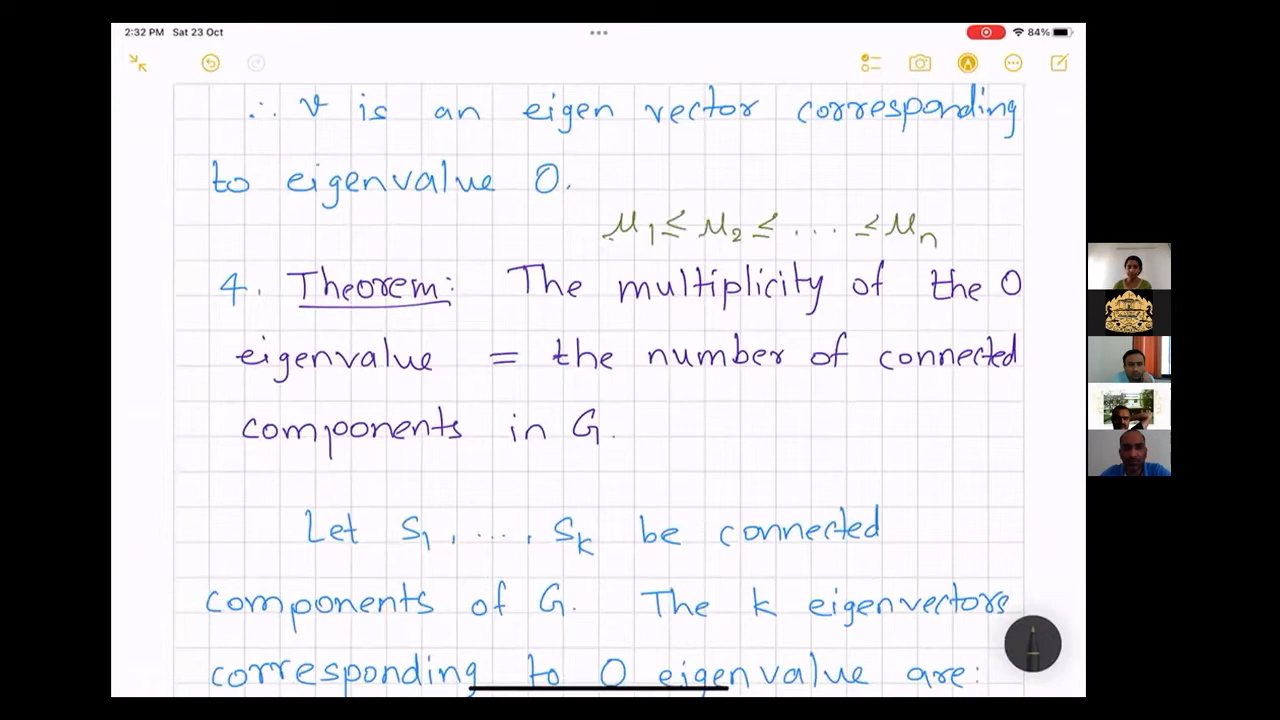 2:32 PM Sat 23 Oct
84%
∴ v is an eigen vector corresponding
to eigenvalue 0.
μ₁ ≤ μ₂ ≤ .... ≤ μₙ
4. Theorem: The multiplicity of the 0
eigenvalue = the number of connected
components in G.
Let S₁, ..., Sₖ be connected
components of G. The k eigenvectors
corresponding to 0 eigenvalue are: